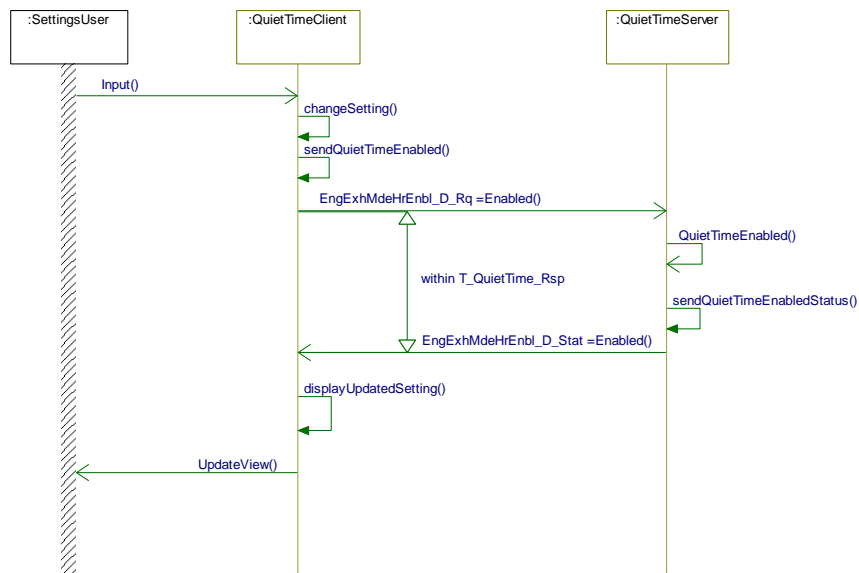 :SettingsUser
:QuietTimeClient
:QuietTimeServer
Input()
changeSetting()
sendQuietTimeEnabled()
EngExhMdeHrEnbl_D_Rq =Enabled()
QuietTimeEnabled()
within T_QuietTime_Rsp
sendQuietTimeEnabledStatus()
EngExhMdeHrEnbl_D_Stat =Enabled()
displayUpdatedSetting()
UpdateView()